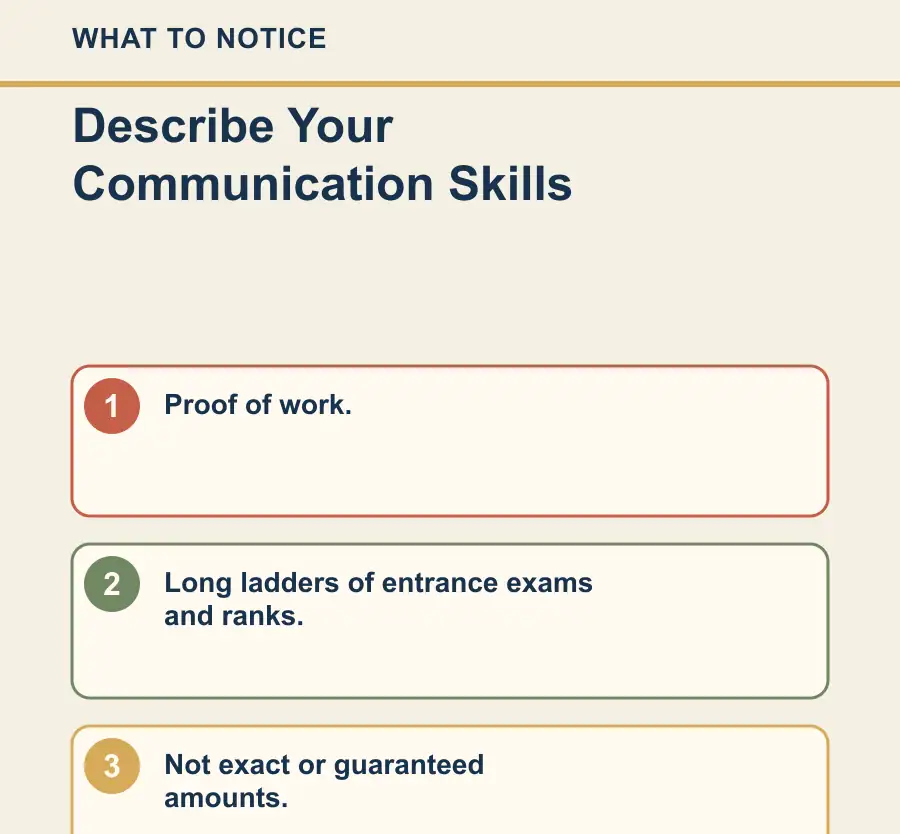 WHAT TO NOTICE
Describe Your
Communication Skills
1
Proof of work.
2
Long ladders of entrance exams
and ranks.
3
Not exact or guaranteed
amounts.